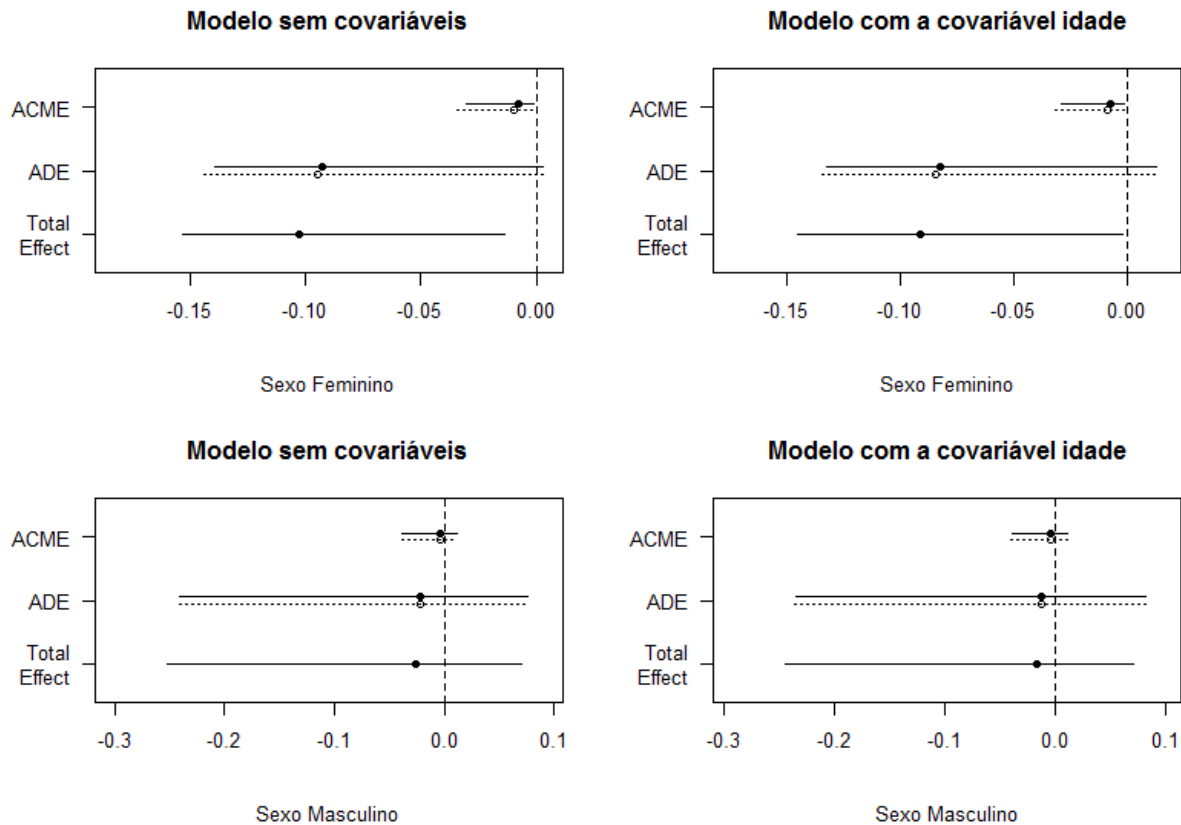 Modelo sem covariáveis
ACME
ADE
Total
Effect
-0.15 -0.10 -0.05 0.00
Sexo Feminino
Modelo com a covariável idade
ACME
ADE
Total
Effect
-0.15 -0.10 -0.05 0.00
Sexo Feminino
Modelo sem covariáveis
ACME
ADE
Total
Effect
-0.3 -0.2 -0.1 0.0 0.1
Sexo Masculino
Modelo com a covariável idade
ACME
ADE
Total
Effect
-0.3 -0.2 -0.1 0.0 0.1
Sexo Masculino